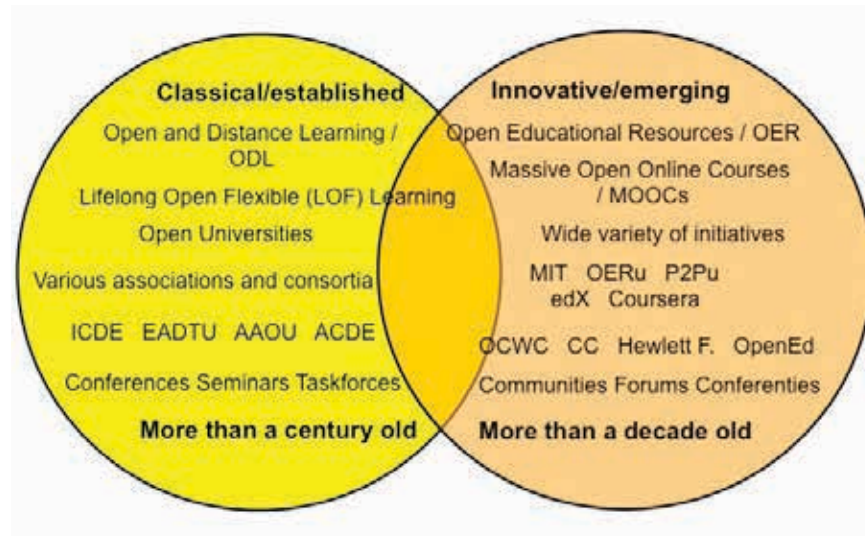 Classical/established
Open and Distance Learning /
ODL
Lifelong Open Flexible (LOF) Learning
Open Universities
Various associations and consortia
ICDE EADTU AAOU ACDE
Conferences Seminars Taskforces
More than a century old
Innovative/emerging
Open Educational Resources / OER
Massive Open Online Courses
/ MOOCs
Wide variety of initiatives
MIT OERu P2Pu
edX Coursera
OCWC CC Hewlett F. OpenEd
Communities Forums Conferenties
More than a decade old